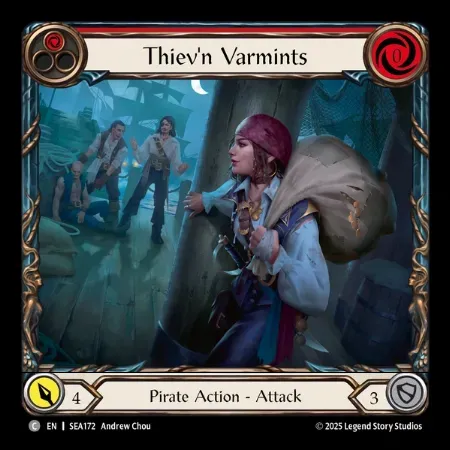 Thiev'n Varmints
0
4
Pirate Action - Attack
3
C EN | SEA172 Andrew Chou
© 2025 Legend Story Studios